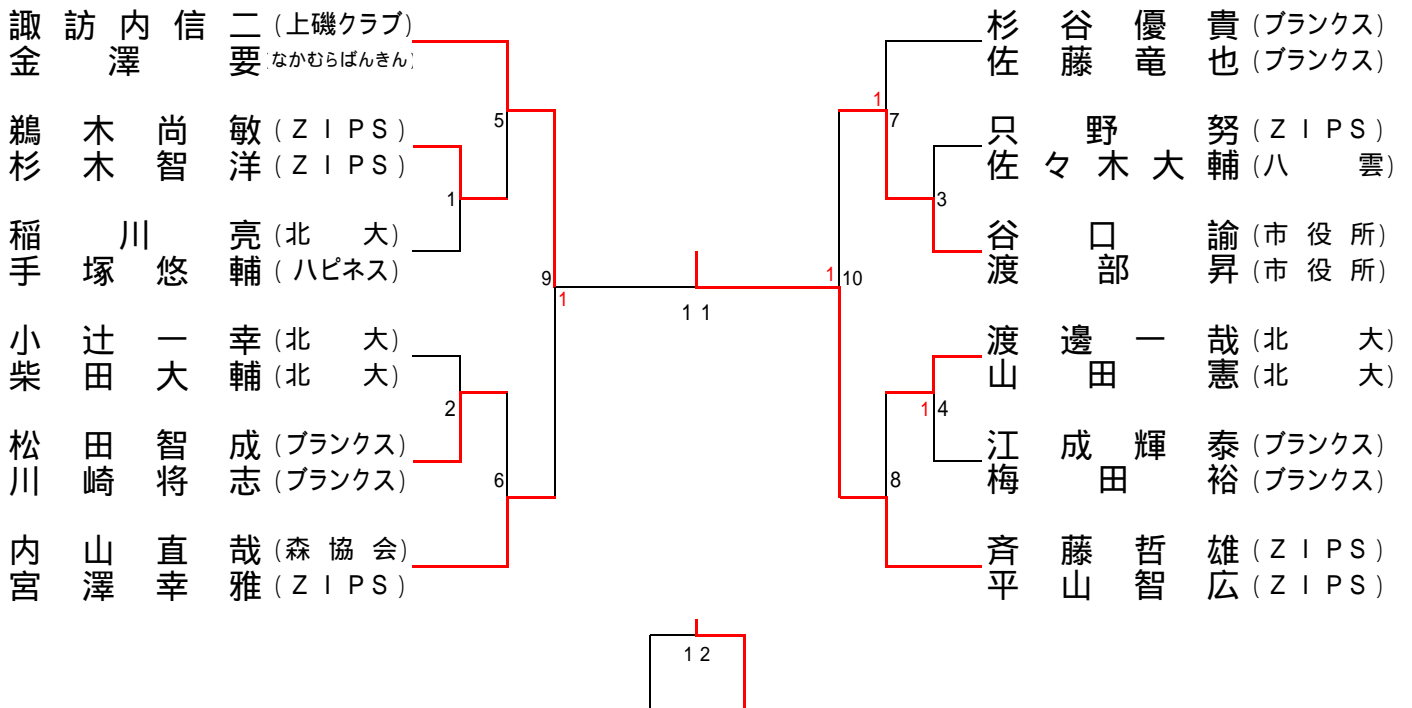 諏訪内信二(上磯クラブ)
金澤要(なかむらばんきん)
鵜木尚敏(ZIPS)
杉木智洋(ZIPS)
稲川亮(北大)
手塚悠輔(ハピネス)
小辻一幸(北大)
柴田大輔(北大)
松田智成(ブランクス)
川崎将志(ブランクス)
内山直哉(森協会)
宮澤幸雅(ZIPS)
5
1
9
1
2
6
11
12
杉谷優貴(ブランクス)
佐藤竜也(ブランクス)
只野努(ZIPS)
佐々木大輔(八雲)
谷口諭(市役所)
渡部昇(市役所)
渡邊一哉(北大)
山田憲(北大)
江成輝泰(ブランクス)
梅田裕(ブランクス)
斉藤哲雄(ZIPS)
平山智広(ZIPS)
1
7
3
1
10
1
4
8